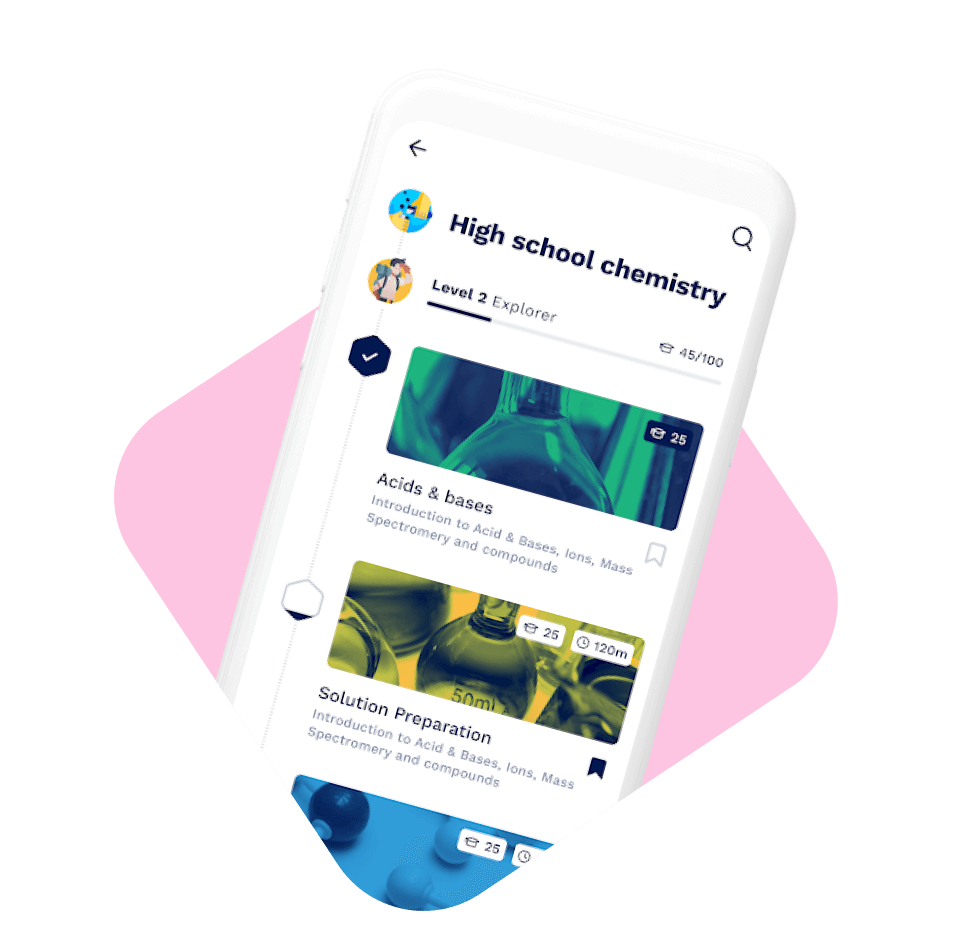 High school chemistry
Level 2 Explorer
45/100
25
Acids & bases
Introduction to Acid & Bases, Ions, Mass
Spectromery and compounds
25 120m
50ml
Solution Preparation
Introduction to Acid & Bases, Ions, Mass
Spectromery and compounds
25